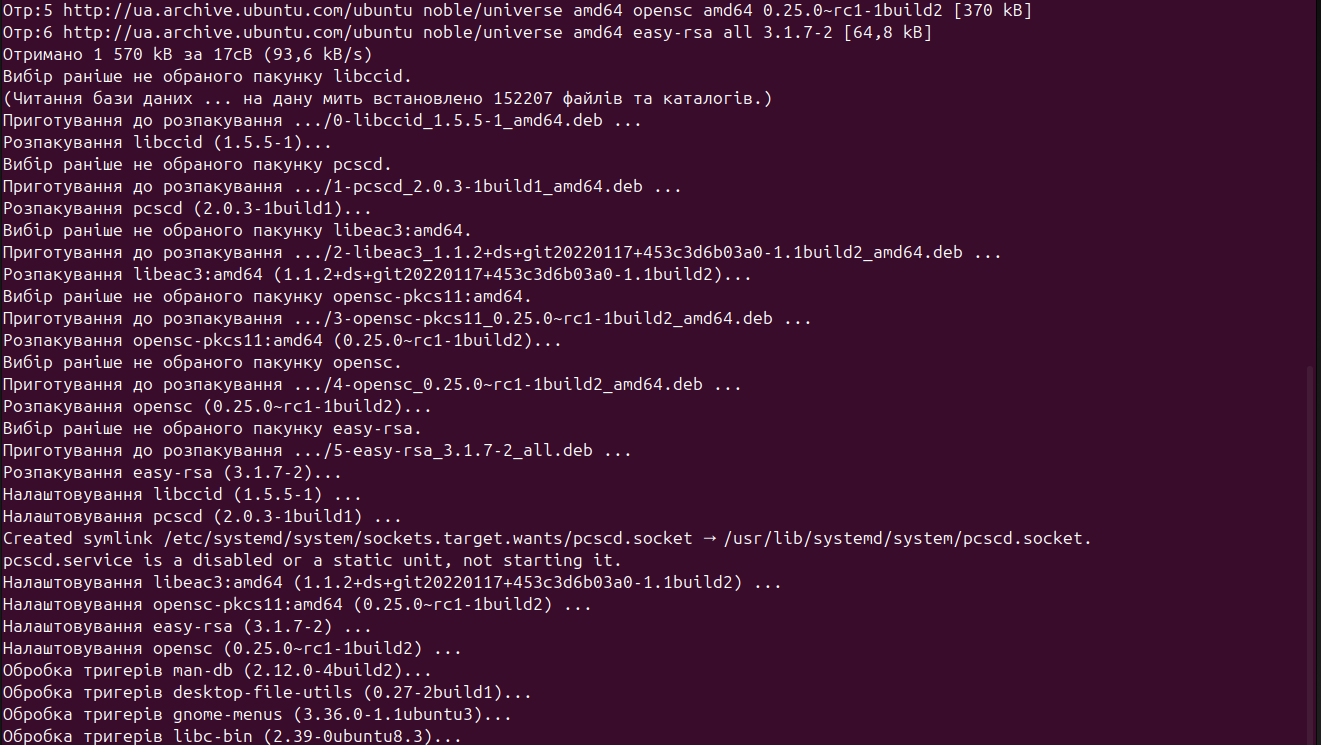 Отр:5 http://ua.archive.ubuntu.com/ubuntu noble/universe amd64 opensc amd64 0.25.0~rc1-1build2 [370 kB]
Отр:6 http://ua.archive.ubuntu.com/ubuntu noble/universe amd64 easy-rsa all 3.1.7-2 [64,8 kB]
Отримано 1 570 kB за 17сB (93,6 kB/s)
Вибір раніше не обраного пакунку libccid.
(Читання бази даних ... на дану мить встановлено 152207 файлів та каталогів.)
Приготування до розпакування .../0-libccid_1.5.5-1_amd64.deb ...
Розпакування libccid (1.5.5-1)...
Вибір раніше не обраного пакунку pcscd.
Приготування до розпакування .../1-pcscd_2.0.3-1build1_amd64.deb ...
Розпакування pcscd (2.0.3-1build1)...
Вибір раніше не обраного пакунку libeac3:amd64.
Приготування до розпакування .../2-libeac3_1.1.2+ds+git20220117+453c3d6b03a0-1.1build2_amd64.deb ...
Розпакування libeac3:amd64 (1.1.2+ds+git20220117+453c3d6b03a0-1.1build2)...
Вибір раніше не обраного пакунку opensc-pkcs11:amd64.
Приготування до розпакування .../3-opensc-pkcs11_0.25.0~rc1-1build2_amd64.deb ...
Розпакування opensc-pkcs11:amd64 (0.25.0~rc1-1build2)...
Вибір раніше не обраного пакунку opensc.
Приготування до розпакування .../4-opensc_0.25.0~rc1-1build2_amd64.deb ...
Розпакування opensc (0.25.0~rc1-1build2)...
Вибір раніше не обраного пакунку easy-rsa.
Приготування до розпакування .../5-easy-rsa_3.1.7-2_all.deb ...
Розпакування easy-rsa (3.1.7-2)...
Налаштовування libccid (1.5.5-1) ...
Налаштовування pcscd (2.0.3-1build1) ...
Created symlink /etc/systemd/system/sockets.target.wants/pcscd.socket → /usr/lib/systemd/system/pcscd.socket.
pcscd.service is a disabled or a static unit, not starting it.
Налаштовування libeac3:amd64 (1.1.2+ds+git20220117+453c3d6b03a0-1.1build2) ...
Налаштовування opensc-pkcs11:amd64 (0.25.0~rc1-1build2) ...
Налаштовування easy-rsa (3.1.7-2) ...
Налаштовування opensc (0.25.0~rc1-1build2) ...
Обробка тригерів man-db (2.12.0-4build2)...
Обробка тригерів desktop-file-utils (0.27-2build1)...
Обробка тригерів gnome-menus (3.36.0-1.1ubuntu3)...
Обробка тригерів libc-bin (2.39-0ubuntu8.3)...